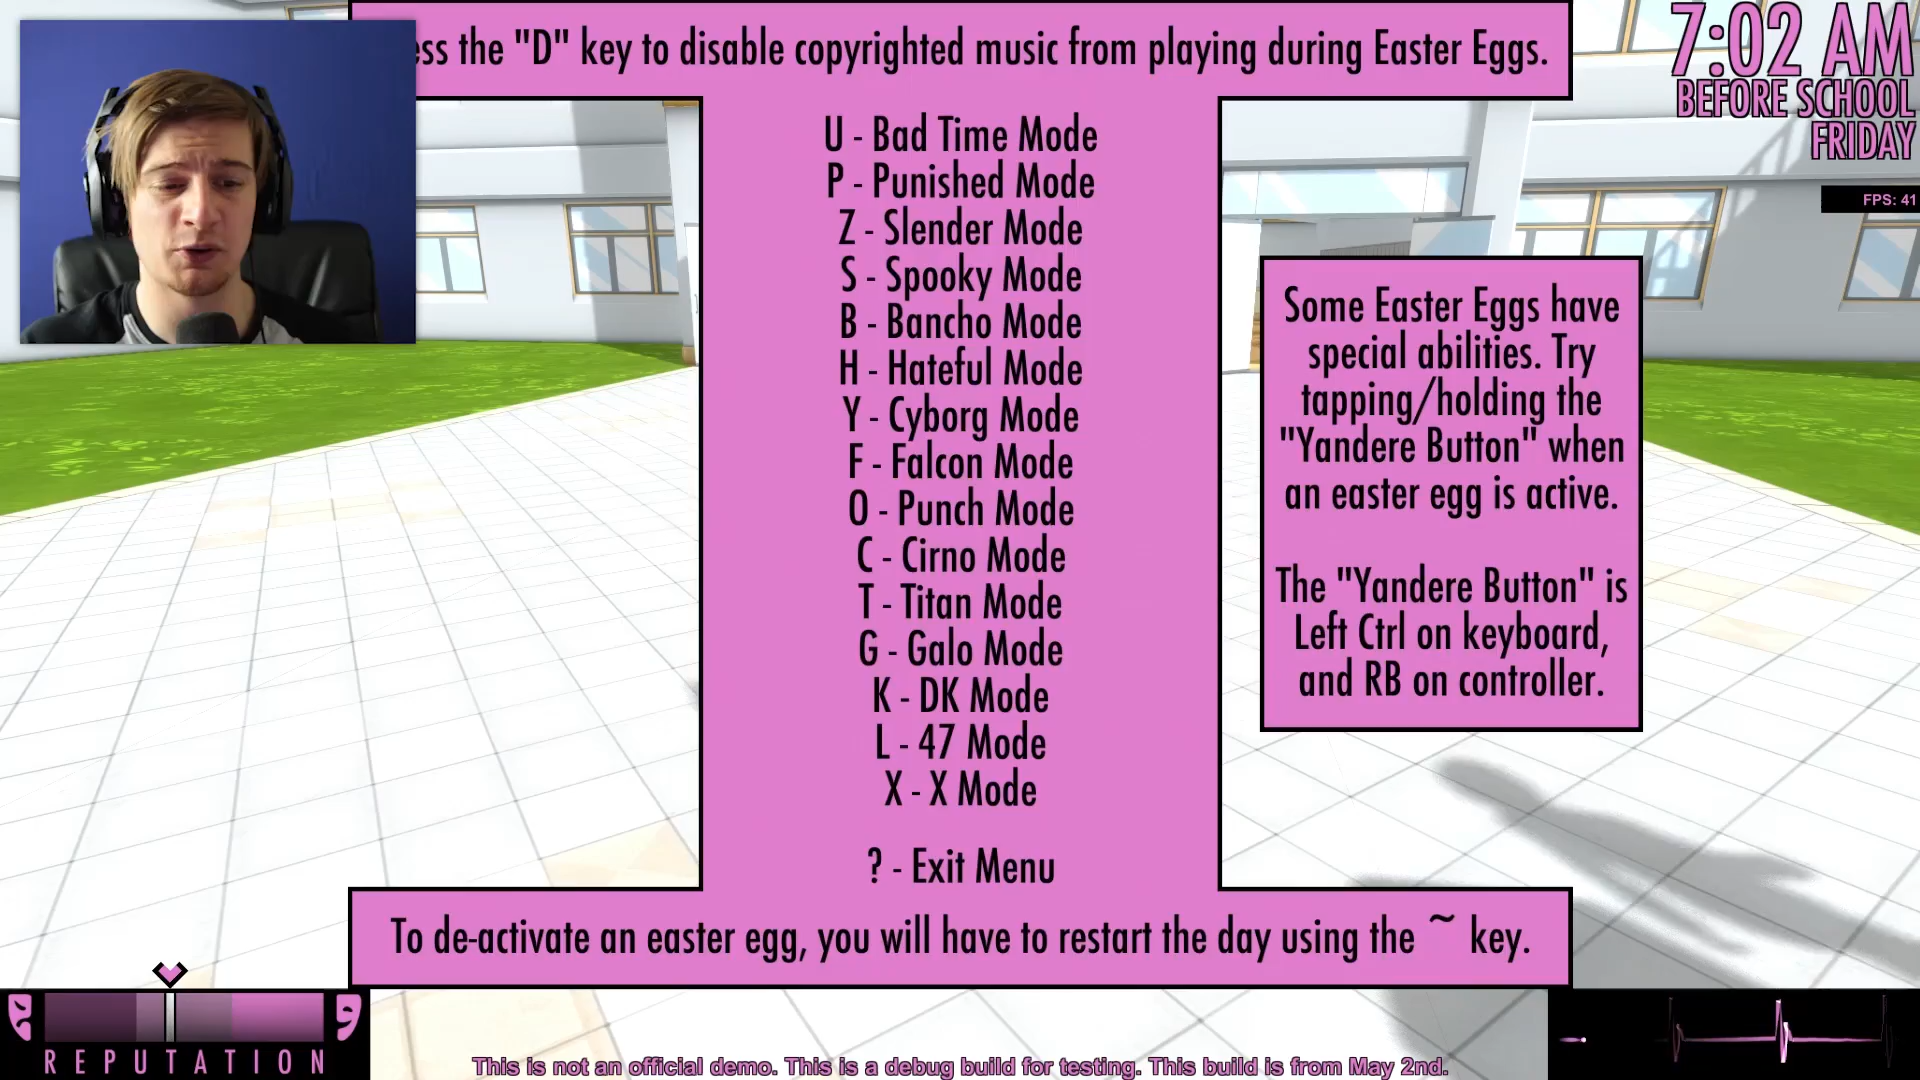 ess the "D" key to disable copyrighted music from playing during Easter Eggs.
7:02 AM
BEFORE SCHOOL
FRIDAY
FPS: 41
U - Bad Time Mode
P - Punished Mode
Z - Slender Mode
S - Spooky Mode
B - Bancho Mode
H - Hateful Mode
Y - Cyborg Mode
F - Falcon Mode
O - Punch Mode
C - Cirno Mode
T - Titan Mode
G - Galo Mode
K - DK Mode
L - 47 Mode
X - X Mode
? - Exit Menu
Some Easter Eggs have
special abilities. Try
tapping/holding the
"Yandere Button" when
an easter egg is active.
The "Yandere Button" is
Left Ctrl on keyboard,
and RB on controller.
To de-activate an easter egg, you will have to restart the day using the ~ key.
REPUTATION
This is not an official demo. This is a debug build for testing. This build is from May 2nd.